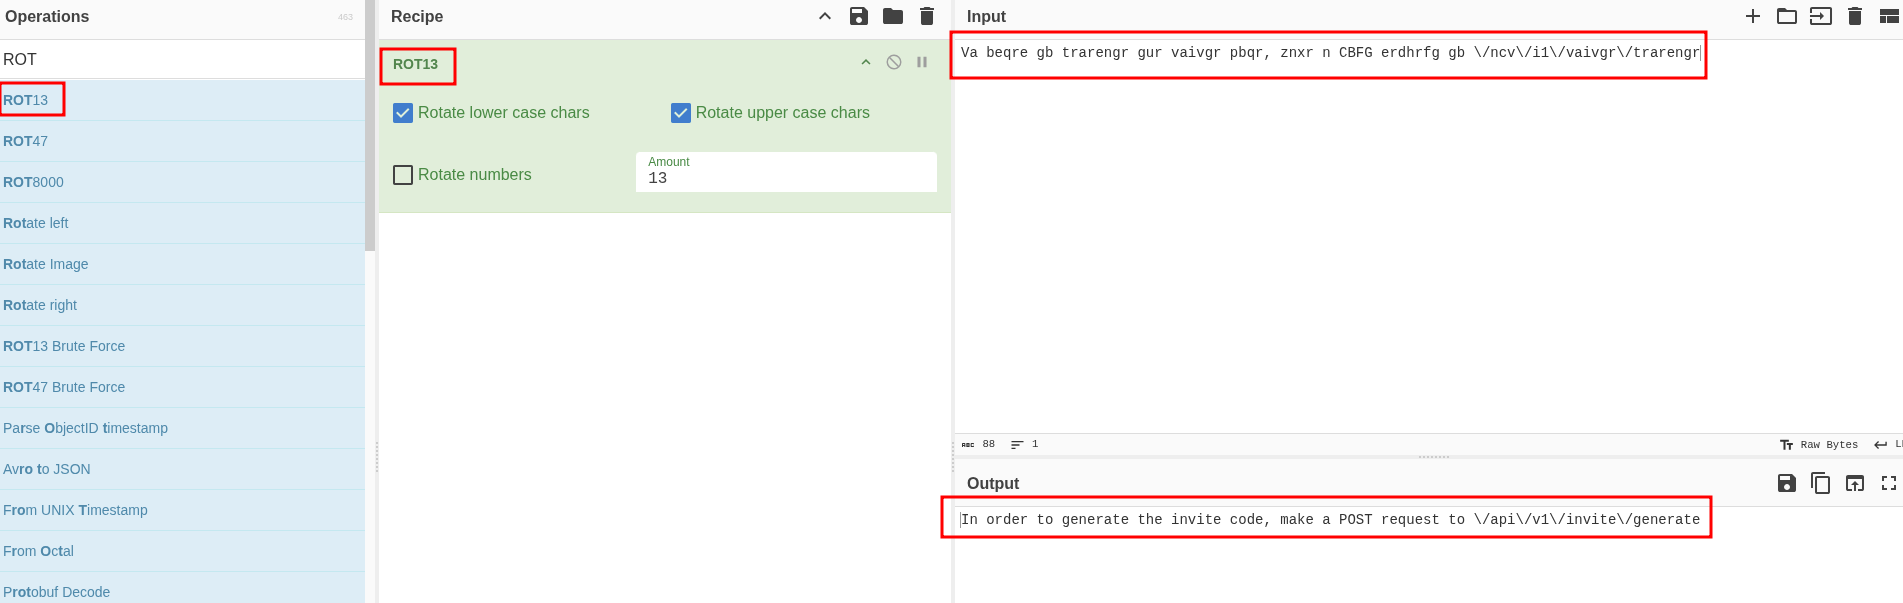 Operations
463
ROT
ROT13
ROT47
ROT8000
Rotate left
Rotate Image
Rotate right
ROT13 Brute Force
ROT47 Brute Force
Parse ObjectID timestamp
Avro to JSON
From UNIX Timestamp
From Octal
Protobuf Decode
Recipe
ROT13
Rotate lower case chars
Rotate upper case chars
Rotate numbers
Amount
13
Input
Va beqre gb trarengr gur vaivgr pbqr, znxr n CBFG erdhrfg gb \/ncv\/i1\/vaivgr\/trarengr
ABC 88 1
Raw Bytes
Output
In order to generate the invite code, make a POST request to \/api\/v1\/invite\/generate